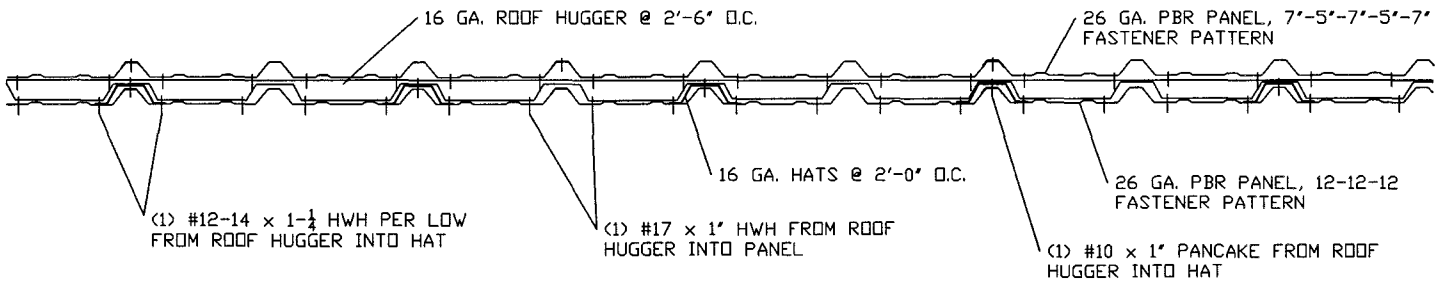 16 GA. ROOF HUGGER @ 2'-6" O.C.
26 GA. PBR PANEL, 7"-5"-7"-5"-7"
FASTENER PATTERN
16 GA. HATS @ 2'-0" O.C.
26 GA. PBR PANEL, 12-12-12
FASTENER PATTERN
(1) #12-14 x 1-1/4 HWH PER LOW
FROM ROOF HUGGER INTO HAT
(1) #17 x 1" HWH FROM ROOF
HUGGER INTO PANEL
(1) #10 x 1" PANCAKE FROM ROOF
HUGGER INTO HAT